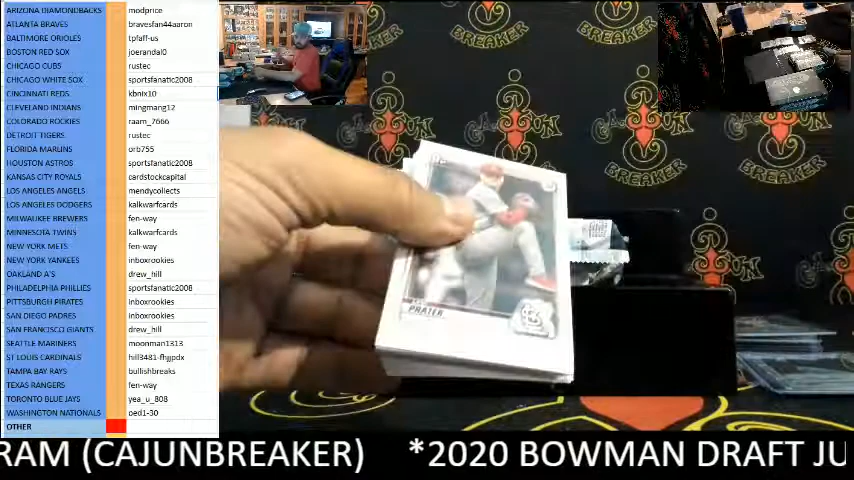 ARIZONA DIAMONDBACKS modprice
ATLANTA BRAVES bravesfan44aaron
BALTIMORE ORIOLES tpfaff-us
BOSTON RED SOX joerandal0
CHICAGO CUBS rustec
CHICAGO WHITE SOX sportsfanatic2008
CINCINATTI REDS kbnix10
CLEVELAND INDIANS mingmang12
COLORADO ROCKIES raam_7666
DETROIT TIGERS rustec
FLORIDA MARLINS orb755
HOUSTON ASTROS sportsfanatic2008
KANSAS CITY ROYALS cardstockcapital
LOS ANGELES ANGELS mendycollects
LOS ANGELES DODGERS kalkwarfcards
MILWAUKEE BREWERS fen-way
MINNESOTA TWINS kalkwarfcards
NEW YORK METS fen-way
NEW YORK YANKEES inboxrookies
OAKLAND A'S drew_hill
PHILADELPHIA PHILLIES sportsfanatic2008
PITTSBURGH PIRATES inboxrookies
SAN DIEGO PADRES inboxrookies
SAN FRANCISCO GIANTS drew_hill
SEATTLE MARINERS moonman1313
ST LOUIS CARDINALS hill3481-fhjjpdx
TAMPA BAY RAYS bullishbreaks
TEXAS RANGERS fen-way
TORONTO BLUE JAYS yea_u_808
WASHINGTON NATIONALS oed1-30
OTHER
BREAKER
BREAKER
CAJUN
BREAKER
CAJUN
BREAKER
PRATER
RAM (CAJUNBREAKER) *2020 BOWMAN DRAFT JU